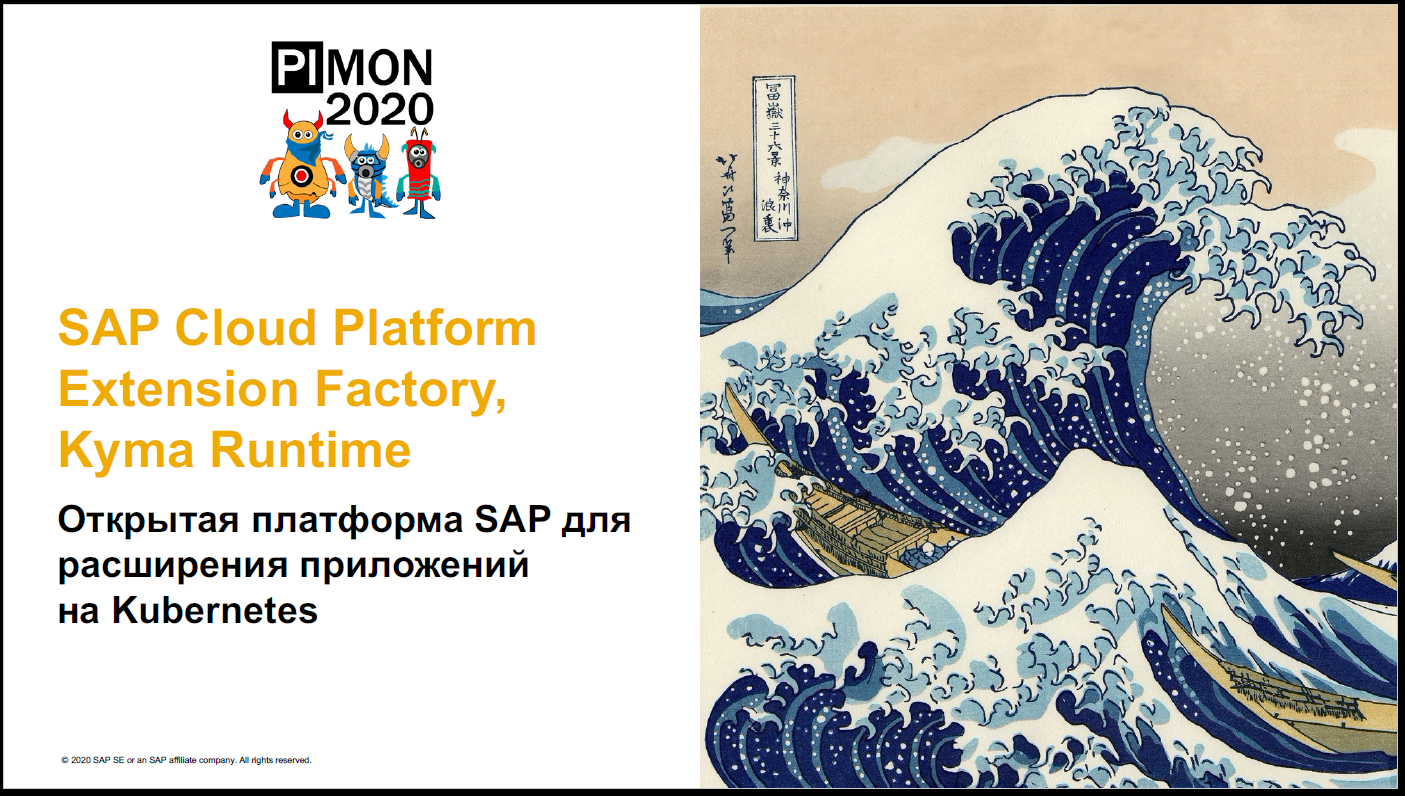 PIMON
2020
SAP Cloud Platform
Extension Factory,
Kyma Runtime
Открытая платформа SAP для
расширения приложений
на Kubernetes
© 2020 SAP SE or an SAP affiliate company. All rights reserved.
冨嶽三十六景 神奈川沖
浪裏